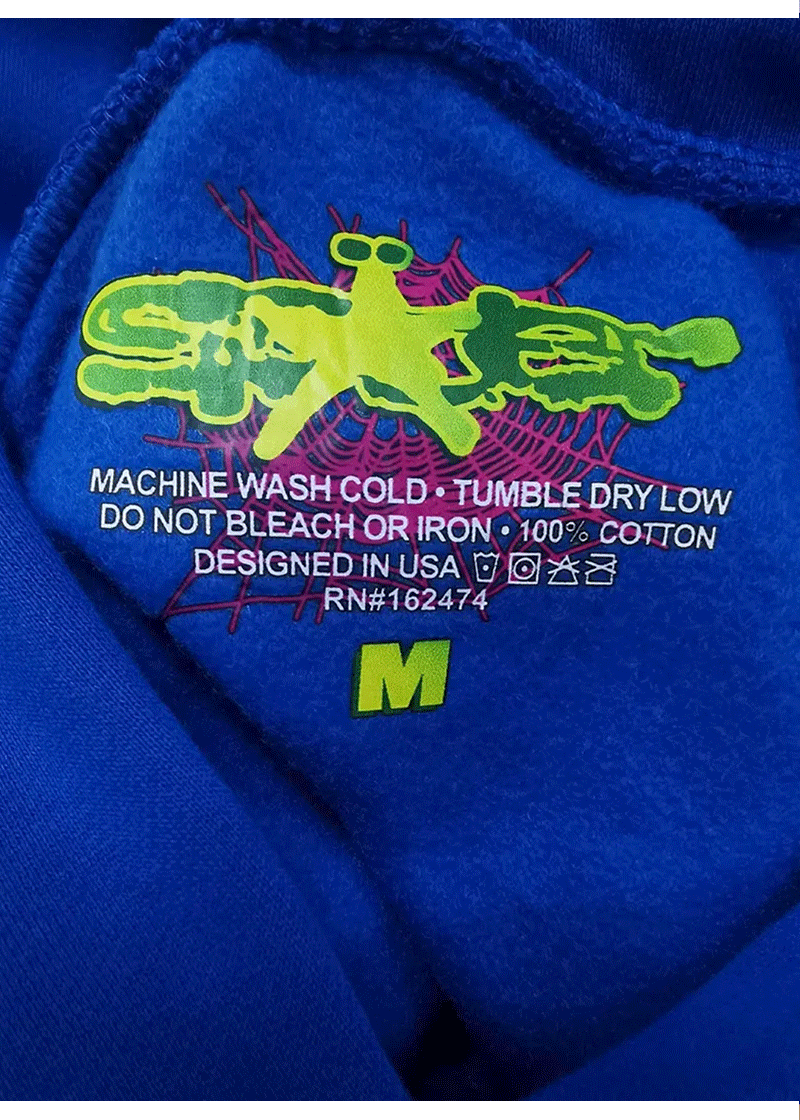 MACHINE WASH COLD • TUMBLE DRY LOW
DO NOT BLEACH OR IRON • 100% COTTON
DESIGNED IN USA
RN#162474
M